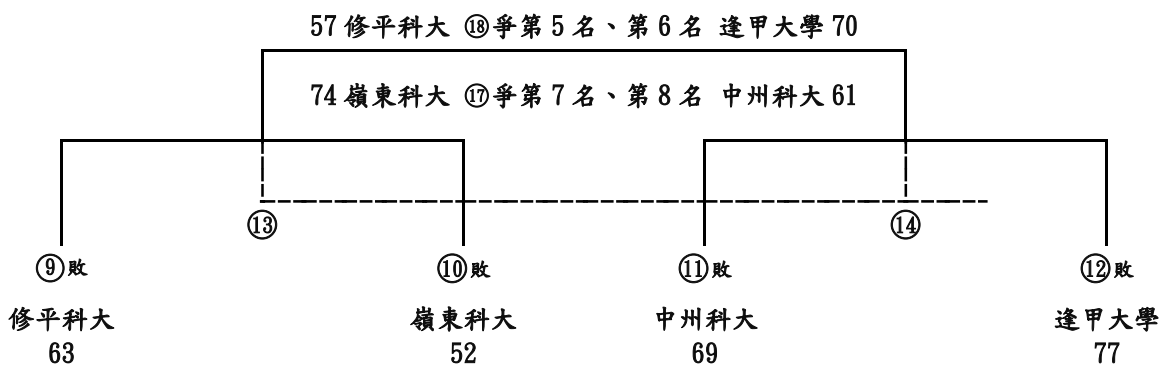 57 修平科大 ⑱爭第 5 名、第 6 名 逢甲大學 70
74 嶺東科大 ⑰爭第 7 名、第 8 名 中州科大 61
⑬ ⑭
⑨敗 ⑩敗 ⑪敗 ⑫敗
修平科大 嶺東科大 中州科大 逢甲大學
63 52 69 77